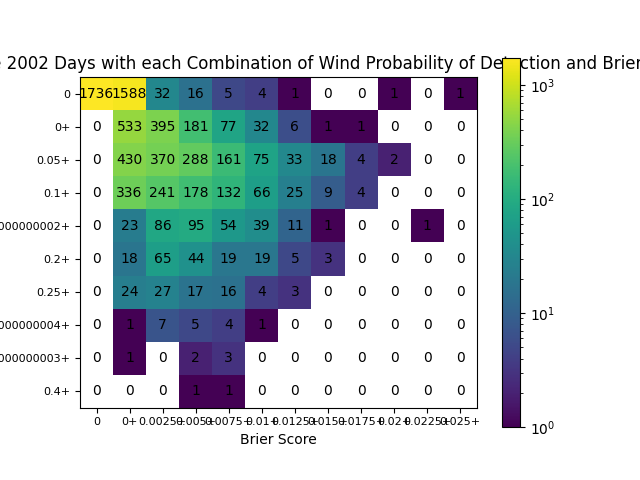 2002 Days with each Combination of Wind Probability of Detection and Brier
0 1736 1588 32 16 5 4 1 0 0 1 0 1
0+ 0 533 395 181 77 32 6 1 1 0 0 0
0.05+ 0 430 370 288 161 75 33 18 4 2 0 0
0.1+ 0 336 241 178 132 66 25 9 4 0 0 0
000000002+ 0 23 86 95 54 39 11 1 0 0 1 0
0.2+ 0 18 65 44 19 19 5 3 0 0 0 0
0.25+ 0 24 27 17 16 4 3 0 0 0 0 0
000000004+ 0 1 7 5 4 1 0 0 0 0 0 0
000000003+ 0 1 0 2 3 0 0 0 0 0 0 0
0.4+ 0 0 0 1 1 0 0 0 0 0 0 0
0 0+ 0.0025+ 0.005+ 0.0075+ 0.01+ 0.0125+ 0.015+ 0.0175+ 0.02+ 0.0225+ 0.025+
Brier Score
10³
10²
10¹
10⁰